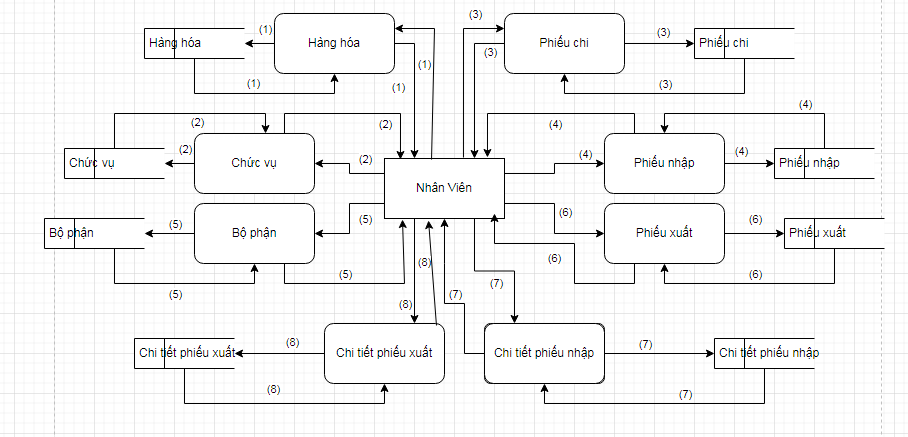 (1)
(3)
Hàng hóa
Hàng hóa
Phiếu chi
(3)
Phiếu chi
(3)
(1)
(1)
(1)
(3)
(2)
(2)
(4)
(4)
(2)
Chức vụ
Chức vụ
(2)
(4)
Phiếu nhập
(4)
Phiếu nhập
Nhân Viên
(5)
Bộ phận
Bộ phận
(5)
(6)
Phiếu xuất
(6)
Phiếu xuất
(5)
(5)
(8)
(6)
(6)
(7)
(8)
(7)
Chi tiết phiếu xuất
(8)
Chi tiết phiếu xuất
Chi tiết phiếu nhập
(7)
Chi tiết phiếu nhập
(8)
(7)